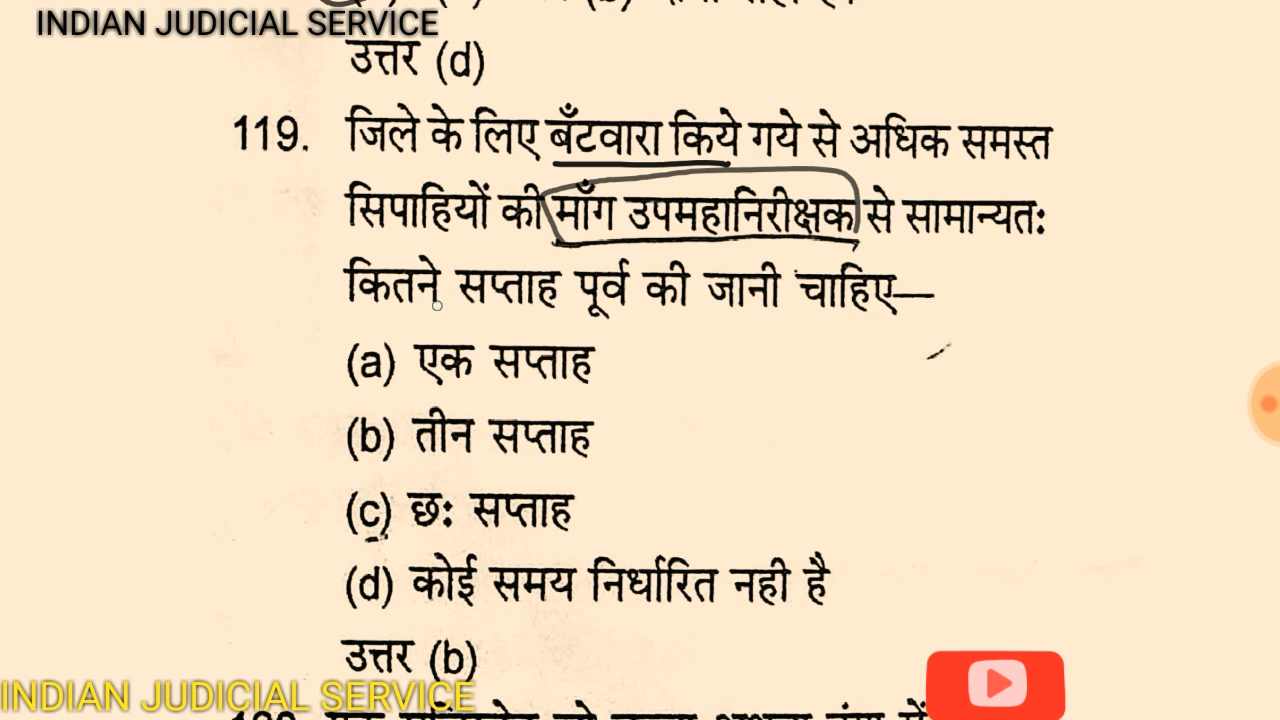 INDIAN JUDICIAL SERVICE
उत्तर (d)
119. जिले के लिए बँटवारा किये गये से अधिक समस्त
सिपाहियों की माँग उपमहानिरीक्षक से सामान्यतः
कितने सप्ताह पूर्व की जानी चाहिए—
(a) एक सप्ताह
(b) तीन सप्ताह
(c) छः सप्ताह
(d) कोई समय निर्धारित नही है
उत्तर (b)
INDIAN JUDICIAL SERVICE